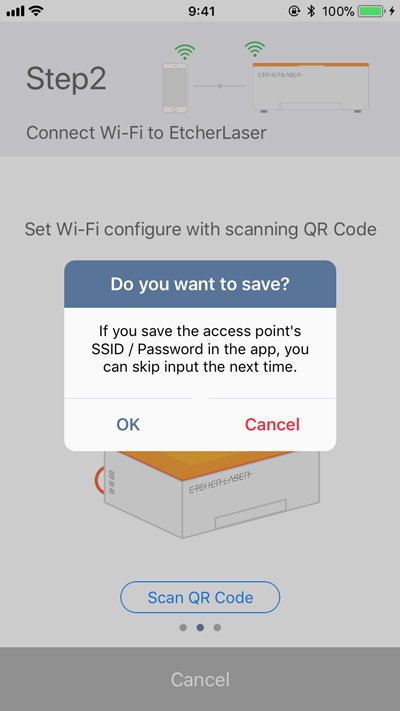 9:41
100%
Step2
ETCHERLASER
Connect Wi-Fi to EtcherLaser
Set Wi-Fi configure with scanning QR Code
Do you want to save?
If you save the access point's
SSID / Password in the app, you
can skip input the next time.
OK
Cancel
ETCHER LASER
Scan QR Code
Cancel